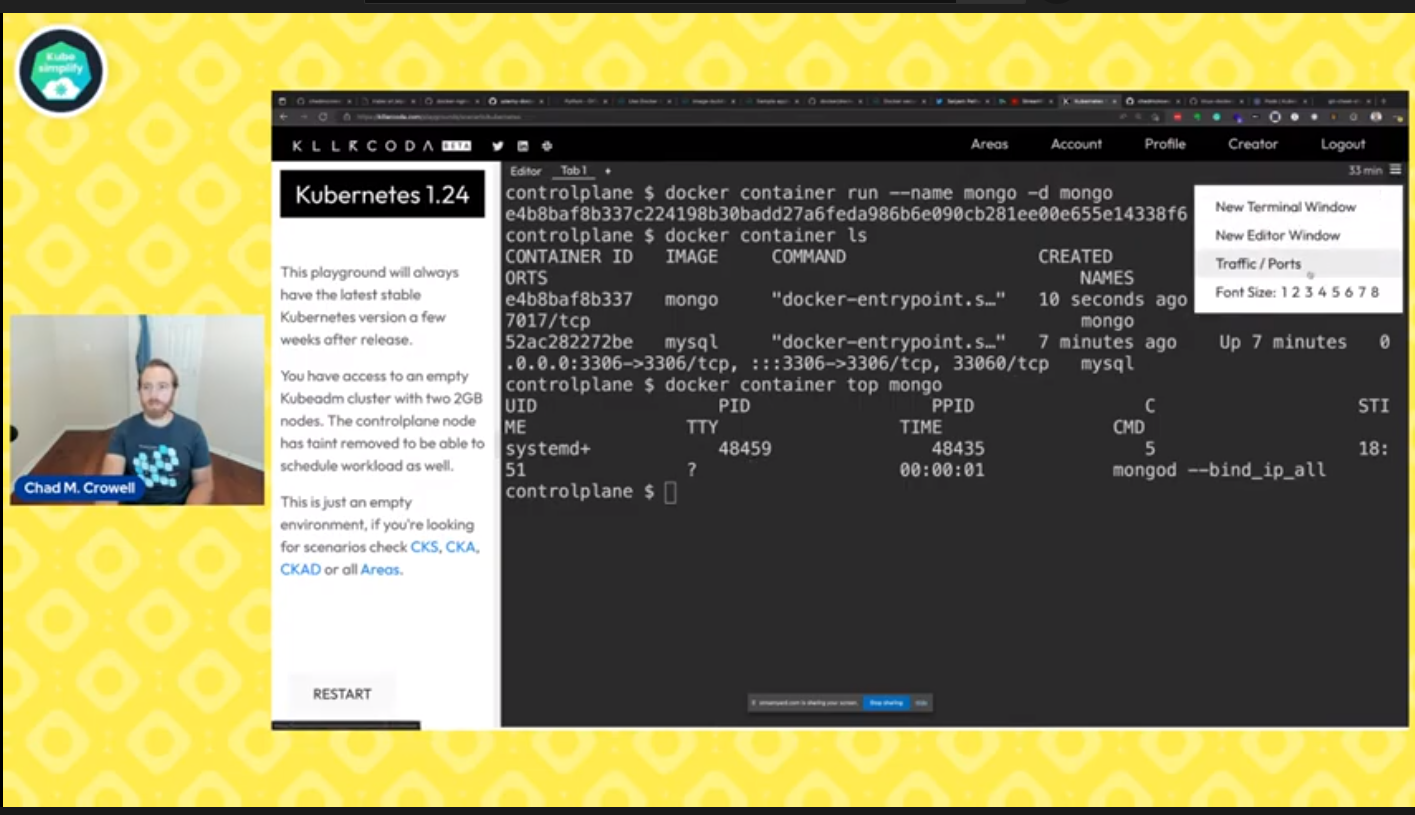 Kube
simplify
KLLRCODA BETA
Areas Account Profile Creator Logout
Editor Tab 1 +
33 min
Kubernetes 1.24
This playground will always
have the latest stable
Kubernetes version a few
weeks after release.
You have access to an empty
Kubeadm cluster with two 2GB
nodes. The controlplane node
has taint removed to be able to
schedule workload as well.
This is just an empty
environment, if you're looking
for scenarios check CKS, CKA,
CKAD or all Areas.
RESTART
controlplane $ docker container run --name mongo -d mongo
e4b8baf8b337c224198b30badd27a6feda986b6e090cb281ee00e655e14338f6
controlplane $ docker container ls
CONTAINER ID IMAGE COMMAND CREATED
ORTS NAMES
e4b8baf8b337 mongo "docker-entrypoint.s…" 10 seconds ago
7017/tcp mongo
52ac282272be mysql "docker-entrypoint.s…" 7 minutes ago Up 7 minutes 0
.0.0.0:3306->3306/tcp, :::3306->3306/tcp, 33060/tcp mysql
controlplane $ docker container top mongo
UID PID PPID C STI
ME TTY TIME CMD
systemd+ 48459 48435 5 18:
51 ? 00:00:01 mongod --bind_ip_all
controlplane $
New Terminal Window
New Editor Window
Traffic / Ports
Font Size: 1 2 3 4 5 6 7 8
Chad M. Crowell
streamyard.com is sharing your screen. Stop sharing Hide